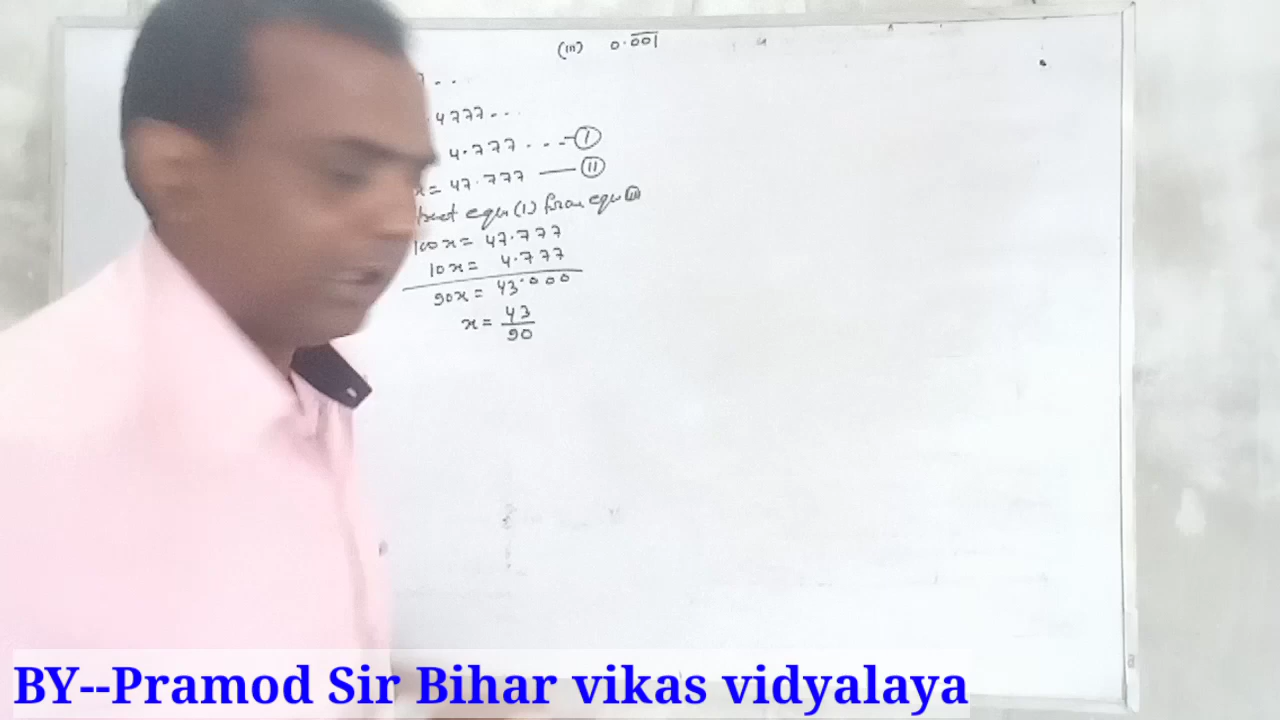 (iii) 0.001̅
7 - -
.4777 - - -
4.777 - - - - I
x = 47.777 — II
equ (1) from equ II
100x = 47.777
10x = 4.777
90x = 43.000
x = 43/90
BY--Pramod Sir Bihar vikas vidyalaya